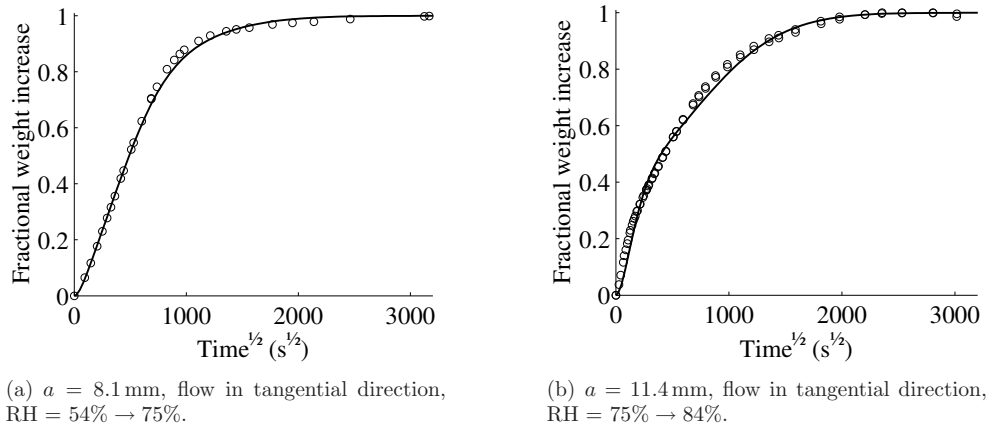 1
0.8
0.6
0.4
0.2
0
0
1000
2000
3000
Fractional weight increase
Time½ (s½)
(a) a = 8.1 mm, flow in tangential direction,
RH = 54% → 75%.
1
0.8
0.6
0.4
0.2
0
0
1000
2000
3000
Fractional weight increase
Time½ (s½)
(b) a = 11.4 mm, flow in tangential direction,
RH = 75% → 84%.